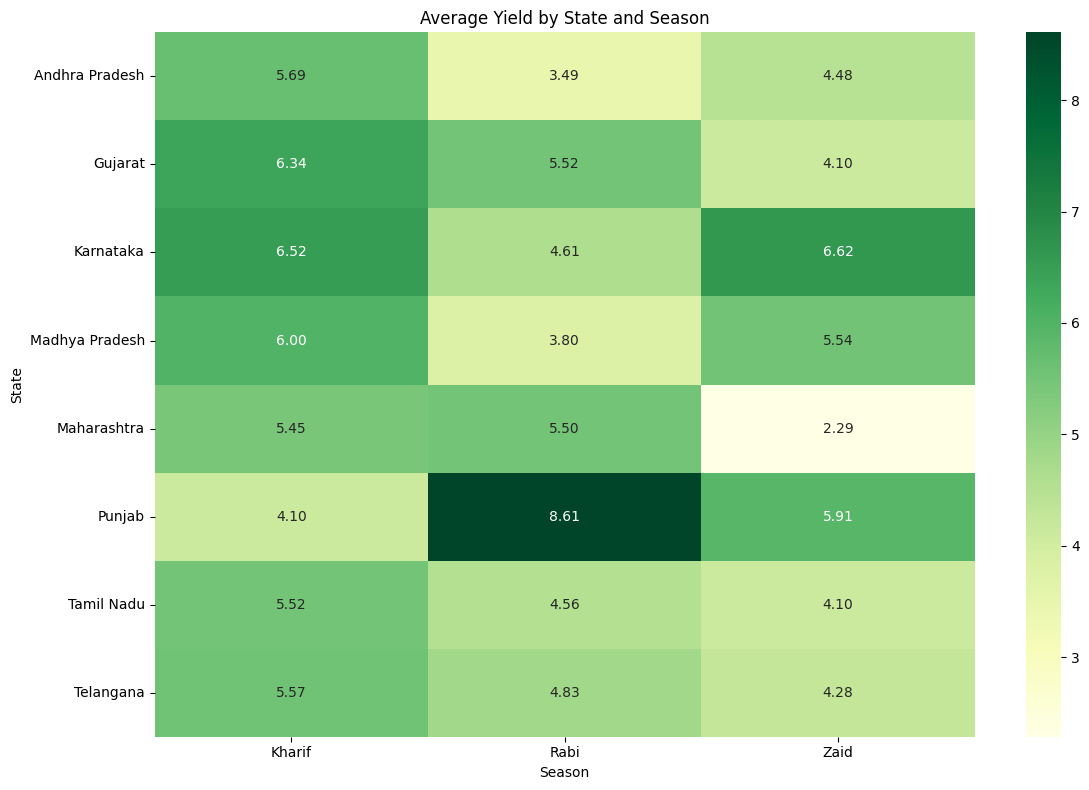 Average Yield by State and Season
Andhra Pradesh 5.69 3.49 4.48
Gujarat 6.34 5.52 4.10
Karnataka 6.52 4.61 6.62
Madhya Pradesh 6.00 3.80 5.54
Maharashtra 5.45 5.50 2.29
Punjab 4.10 8.61 5.91
Tamil Nadu 5.52 4.56 4.10
Telangana 5.57 4.83 4.28
Kharif Rabi Zaid
Season
State
8
7
6
5
4
3